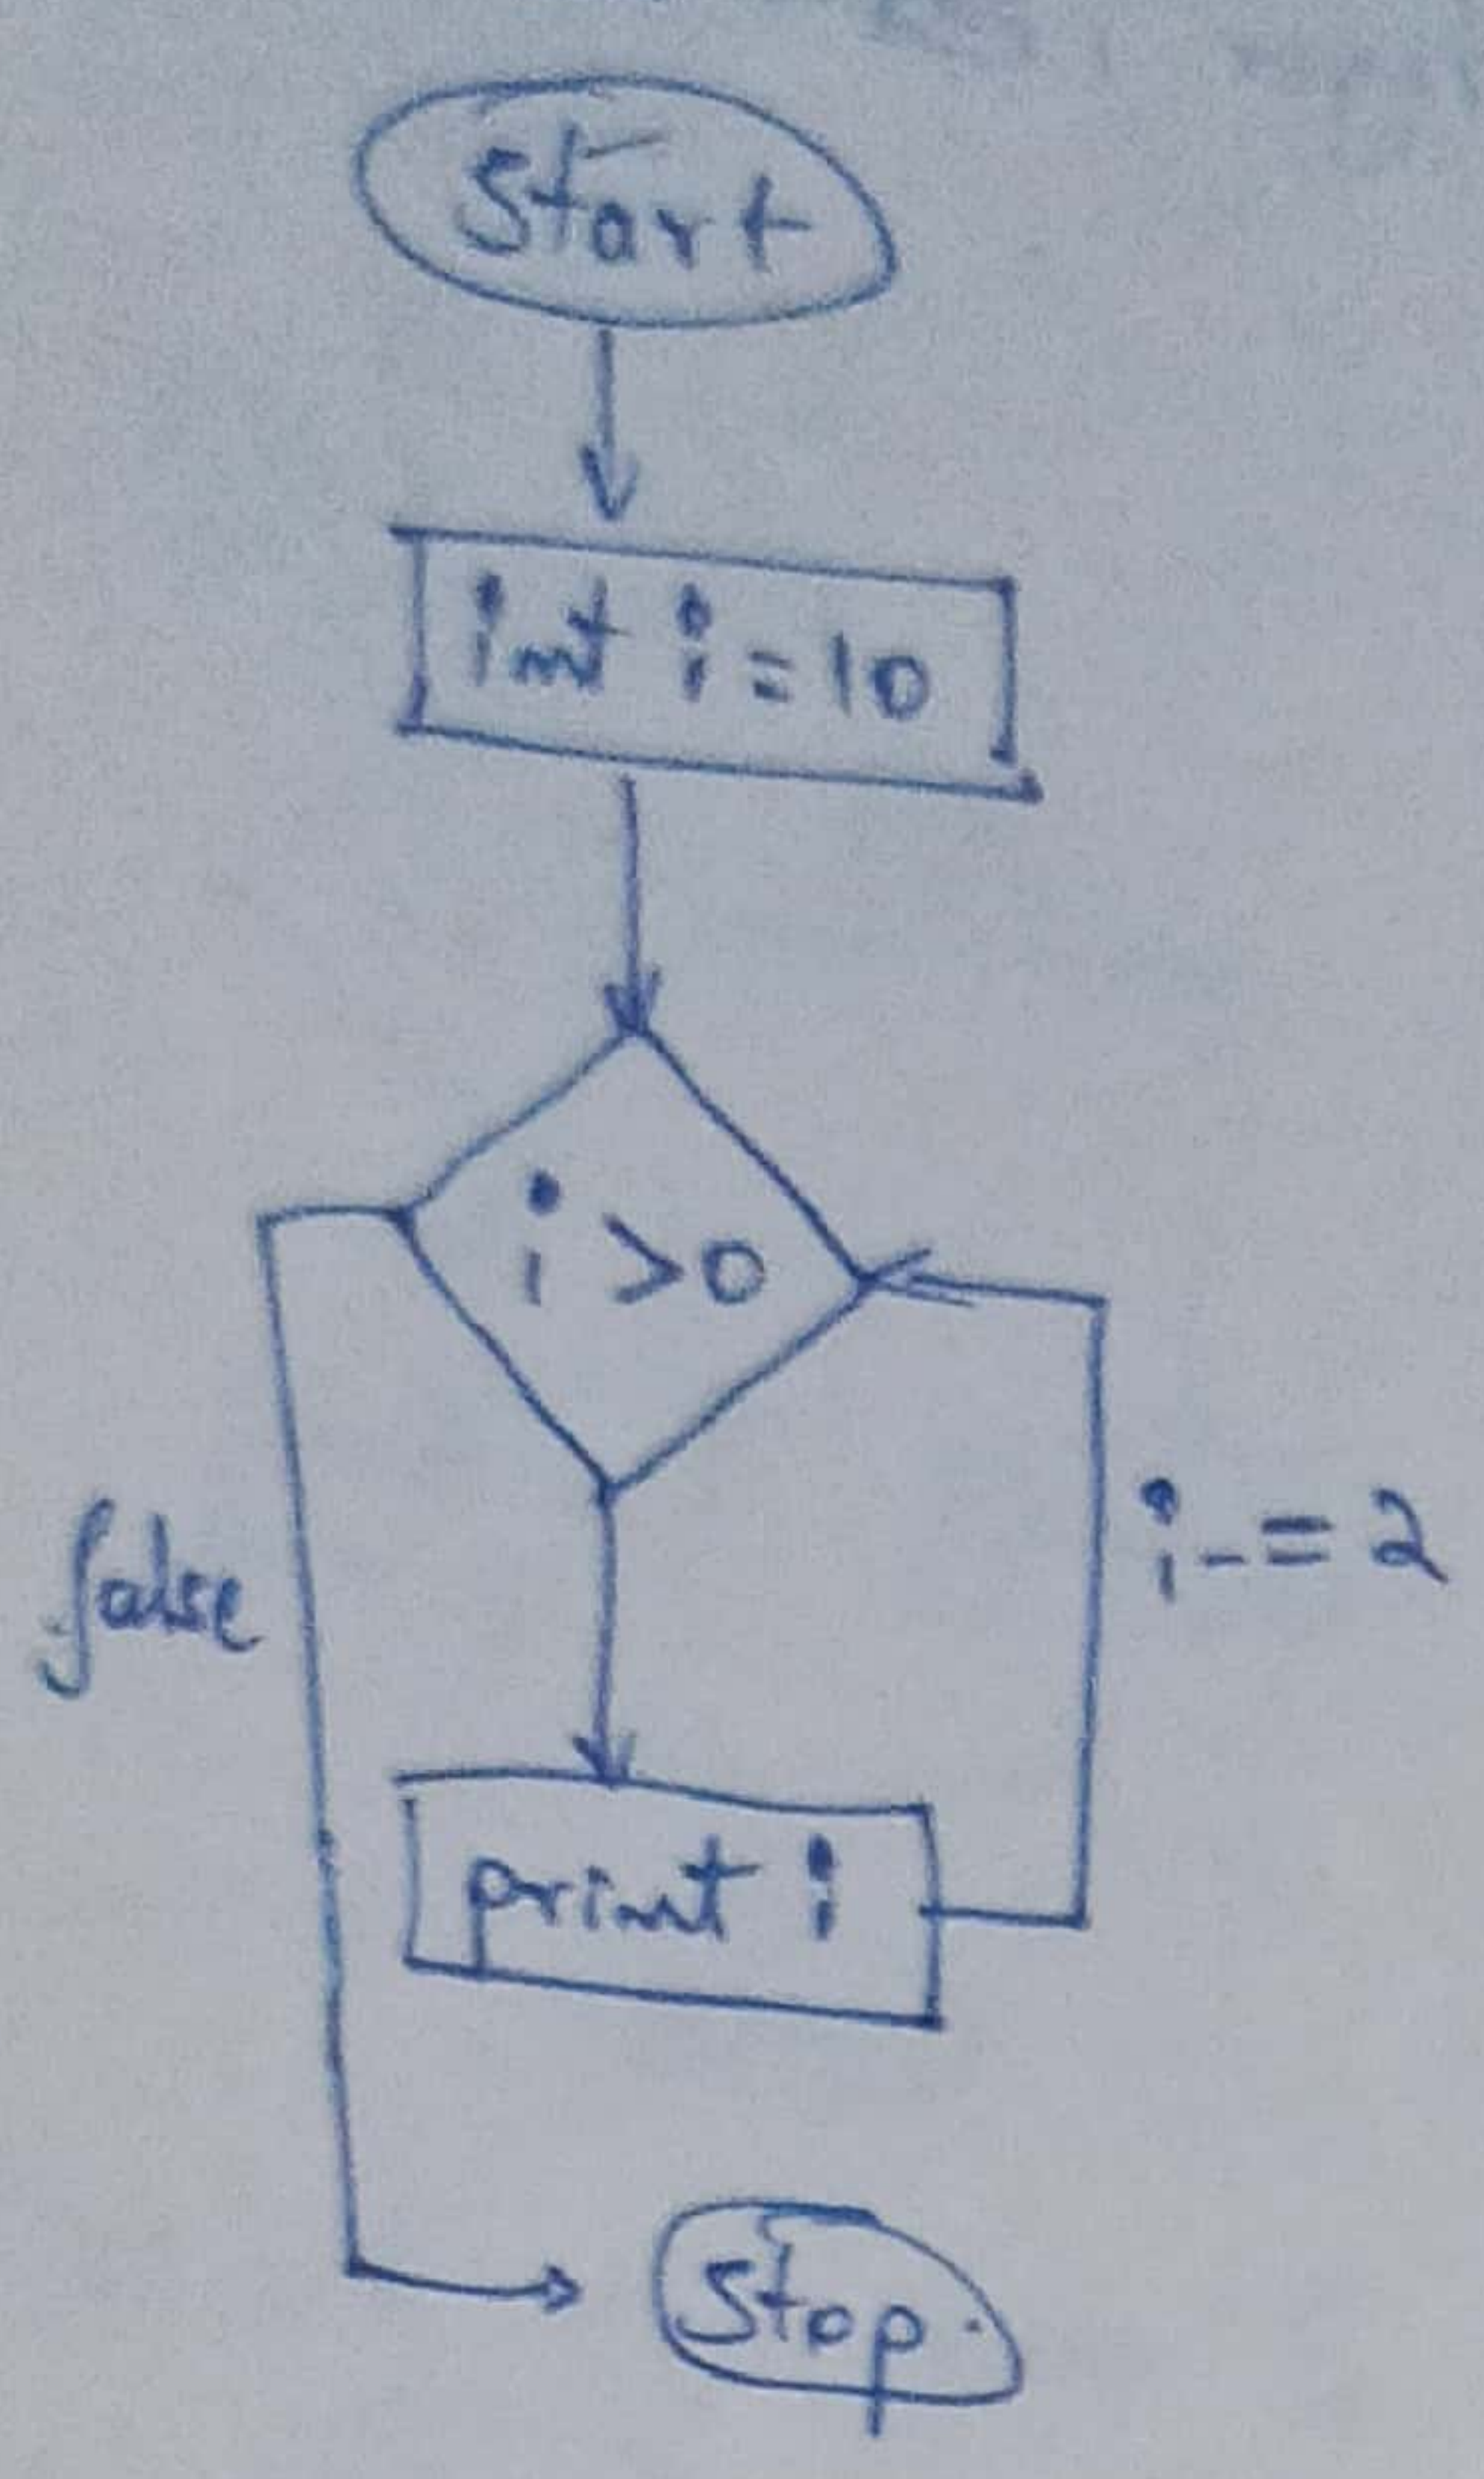 Start
int i = 10
i > 0
false
i -= 2
print i
Stop.